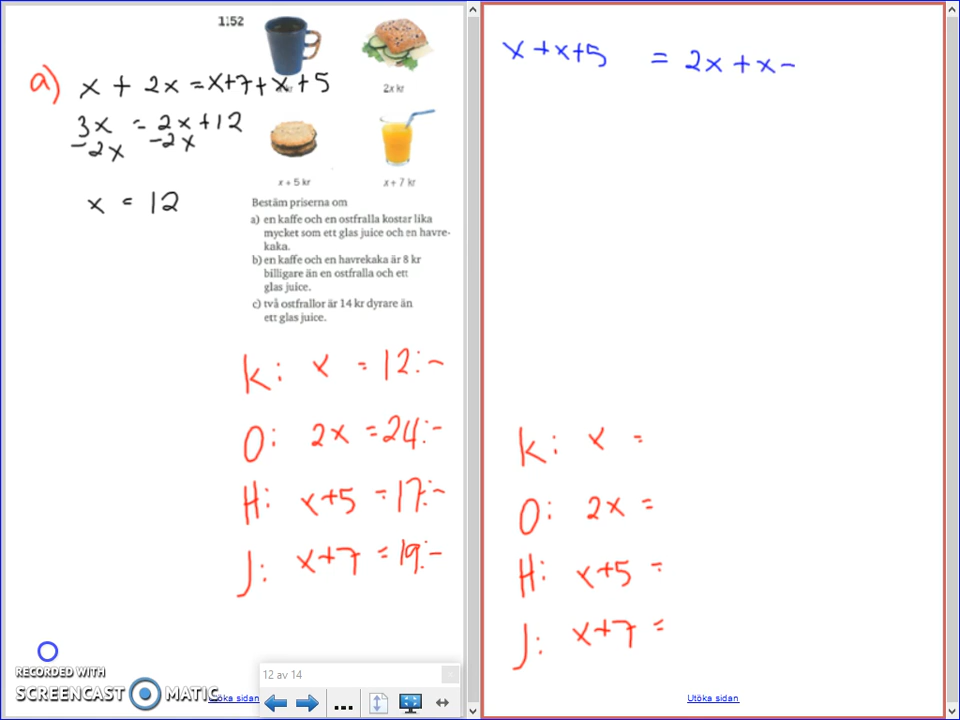 1152
a) x + 2x = x+7+x+5
kr
2x kr
3x = 2x+12
-2x -2x
x = 12
x + 5 kr
x + 7 kr
Bestäm priserna om
a) en kaffe och en ostfralla kostar lika
mycket som ett glas juice och en havre-
kaka.
b) en kaffe och en havrekaka är 8 kr
billigare än en ostfralla och ett
glas juice.
c) två ostfrallor är 14 kr dyrare än
ett glas juice.
K: x = 12:-
O: 2x = 24:-
H: x+5 = 17:-
J: x+7 = 19:-
RECORDED WITH
SCREENCAST MATIC
Utöka sidan
12 av 14
x
...
x+x+5 = 2x+x-
K: x =
O: 2x =
H: x+5 =
J: x+7 =
Utöka sidan